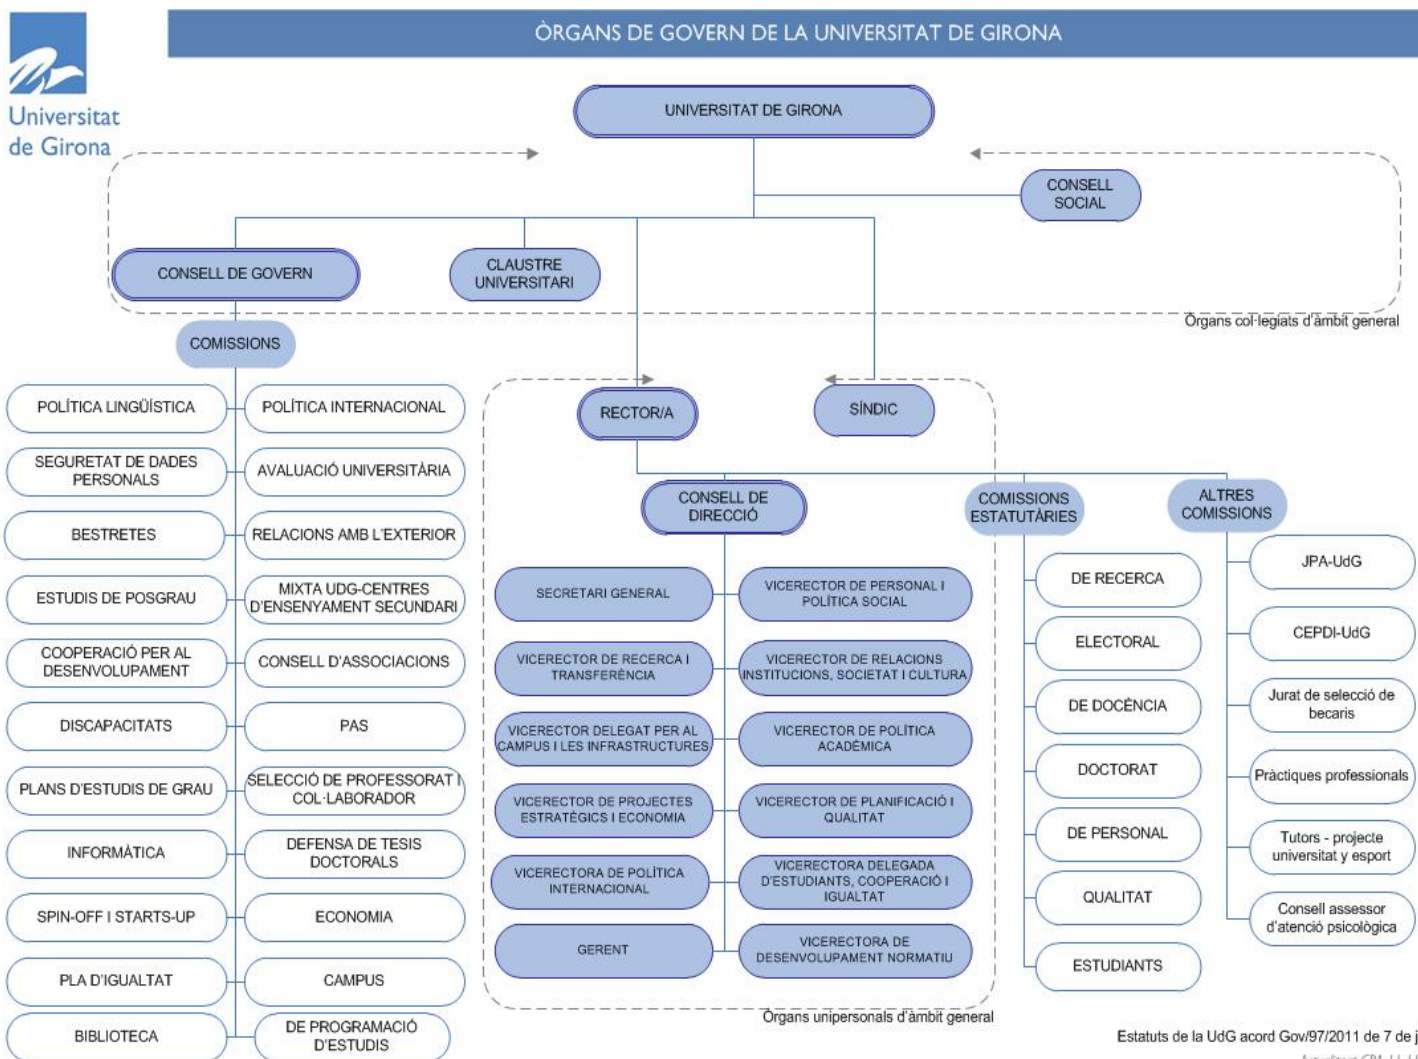 ÒRGANS DE GOVERN DE LA UNIVERSITAT DE GIRONA
Universitat
de Girona
UNIVERSITAT DE GIRONA
CONSELL
SOCIAL
CONSELL DE GOVERN
CLAUSTRE
UNIVERSITARI
Òrgans col·legiats d'àmbit general
COMISSIONS
POLÍTICA LINGÜÍSTICA
POLÍTICA INTERNACIONAL
SEGURETAT DE DADES
PERSONALS
AVALUACIÓ UNIVERSITÀRIA
BESTRETES
RELACIONS AMB L'EXTERIOR
ESTUDIS DE POSGRAU
MIXTA UDG-CENTRES
D'ENSENYAMENT SECUNDARI
COOPERACIÓ PER AL
DESENVOLUPAMENT
CONSELL D'ASSOCIACIONS
DISCAPACITATS
PAS
PLANS D'ESTUDIS DE GRAU
SELECCIÓ DE PROFESSORAT I
COL·LABORADOR
INFORMÀTICA
DEFENSA DE TESIS
DOCTORALS
SPIN-OFF I STARTS-UP
ECONOMIA
PLA D'IGUALTAT
CAMPUS
BIBLIOTECA
DE PROGRAMACIÓ
D'ESTUDIS
RECTOR/A
SÍNDIC
CONSELL DE
DIRECCIÓ
SECRETARI GENERAL
VICERECTOR DE PERSONAL I
POLÍTICA SOCIAL
VICERECTOR DE RECERCA I
TRANSFERÈNCIA
VICERECTOR DE RELACIONS
INSTITUCIONS, SOCIETAT I CULTURA
VICERECTOR DELEGAT PER AL
CAMPUS I LES INFRASTRUCTURES
VICERECTOR DE POLÍTICA
ACADÈMICA
VICERECTOR DE PROJECTES
ESTRATÈGICS I ECONOMIA
VICERECTOR DE PLANIFICACIÓ I
QUALITAT
VICERECTORA DE POLÍTICA
INTERNACIONAL
VICERECTORA DELEGADA
D'ESTUDIANTS, COOPERACIÓ I
IGUALTAT
GERENT
VICERECTORA DE
DESENVOLUPAMENT NORMATIU
Òrgans unipersonals d'àmbit general
COMISSIONS
ESTATUTÀRIES
DE RECERCA
ELECTORAL
DE DOCÈNCIA
DOCTORAT
DE PERSONAL
QUALITAT
ESTUDIANTS
ALTRES
COMISSIONS
JPA-UdG
CEPDI-UdG
Jurat de selecció de
becaris
Pràctiques professionals
Tutors - projecte
universitat y esport
Consell assessor
d'atenció psicològica
Estatuts de la UdG acord Gov/97/2011 de 7 de